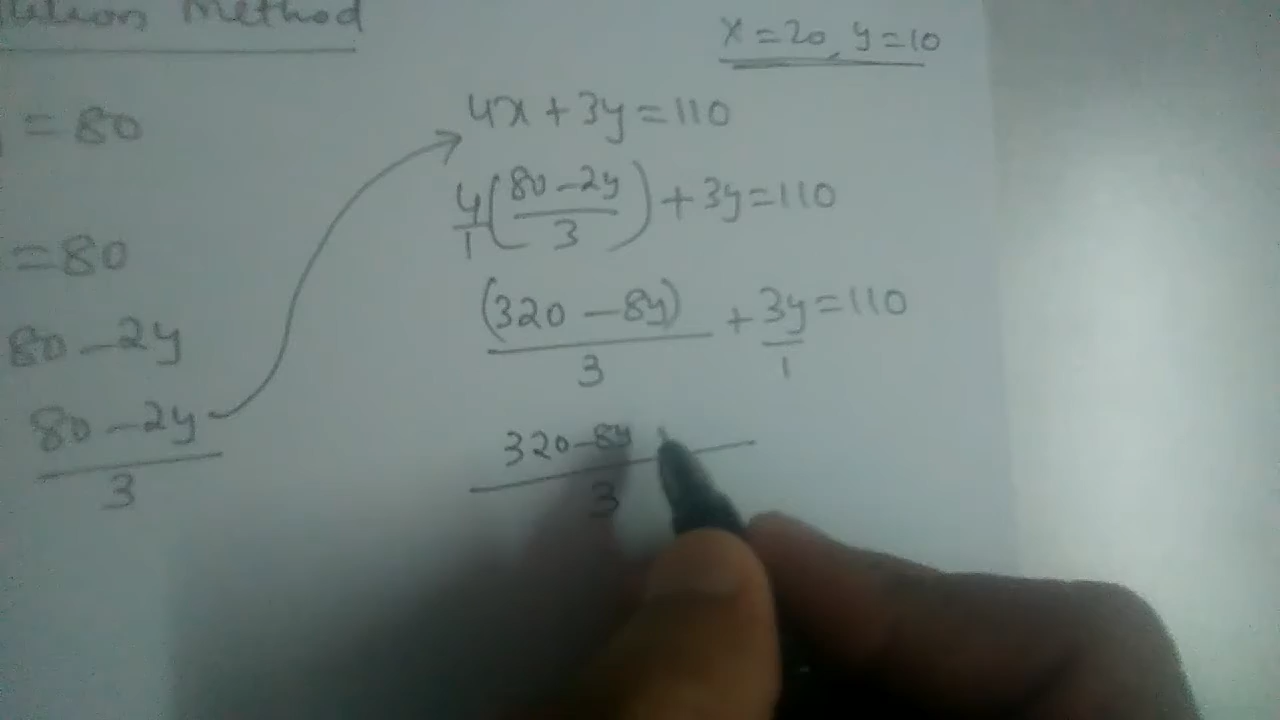 Method
x=20, y=10
=80
=80
80-2y
80-2y
3
4x+3y=110
4/1(80-2y/3)+3y=110
(320-8y)/3 + 3y/1=110
320-8y
3